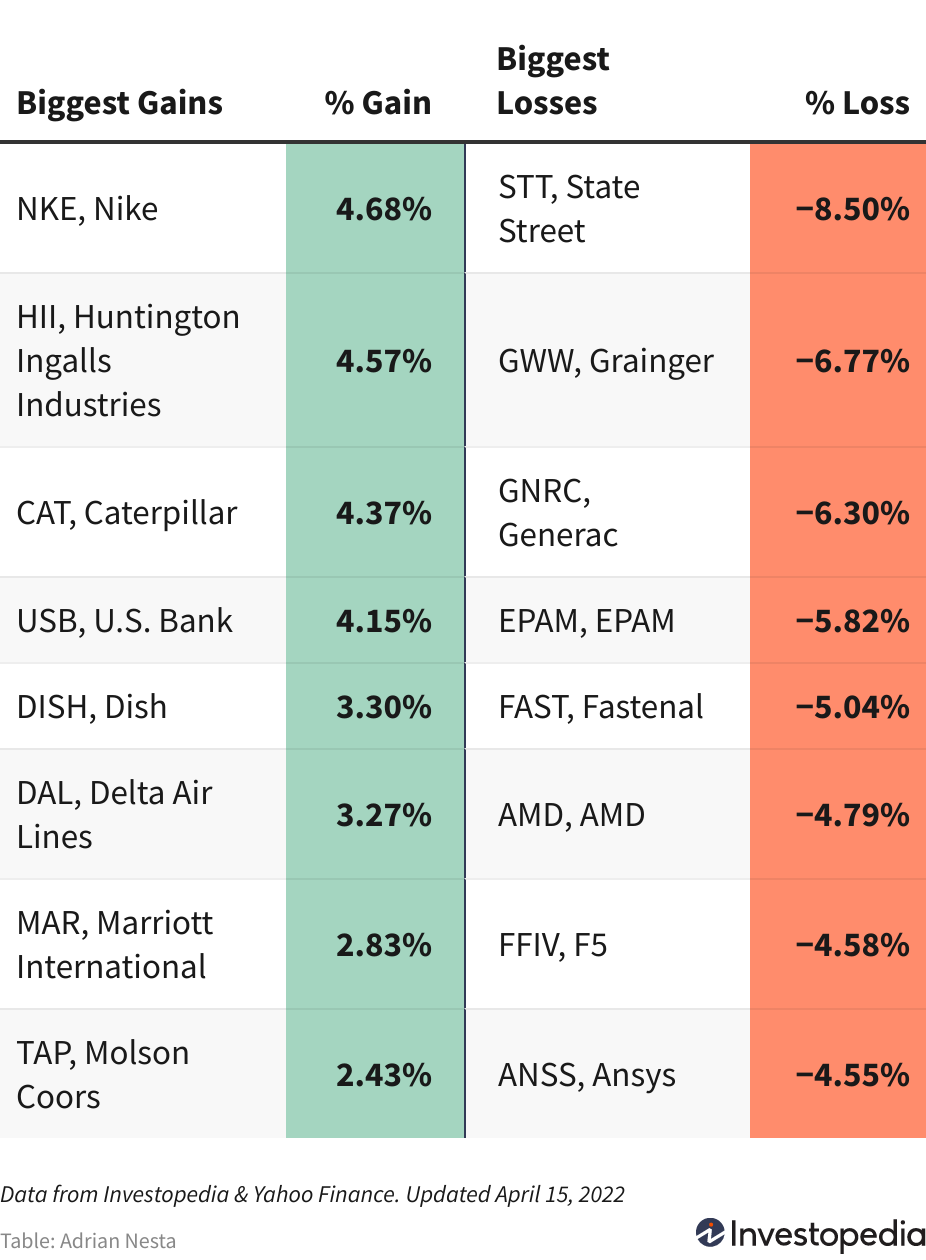 Biggest Gains % Gain Biggest Losses % Loss
NKE, Nike 4.68% STT, State Street −8.50%
HII, Huntington Ingalls Industries 4.57% GWW, Grainger −6.77%
CAT, Caterpillar 4.37% GNRC, Generac −6.30%
USB, U.S. Bank 4.15% EPAM, EPAM −5.82%
DISH, Dish 3.30% FAST, Fastenal −5.04%
DAL, Delta Air Lines 3.27% AMD, AMD −4.79%
MAR, Marriott International 2.83% FFIV, F5 −4.58%
TAP, Molson Coors 2.43% ANSS, Ansys −4.55%
Data from Investopedia & Yahoo Finance. Updated April 15, 2022
Table: Adrian Nesta
Investopedia